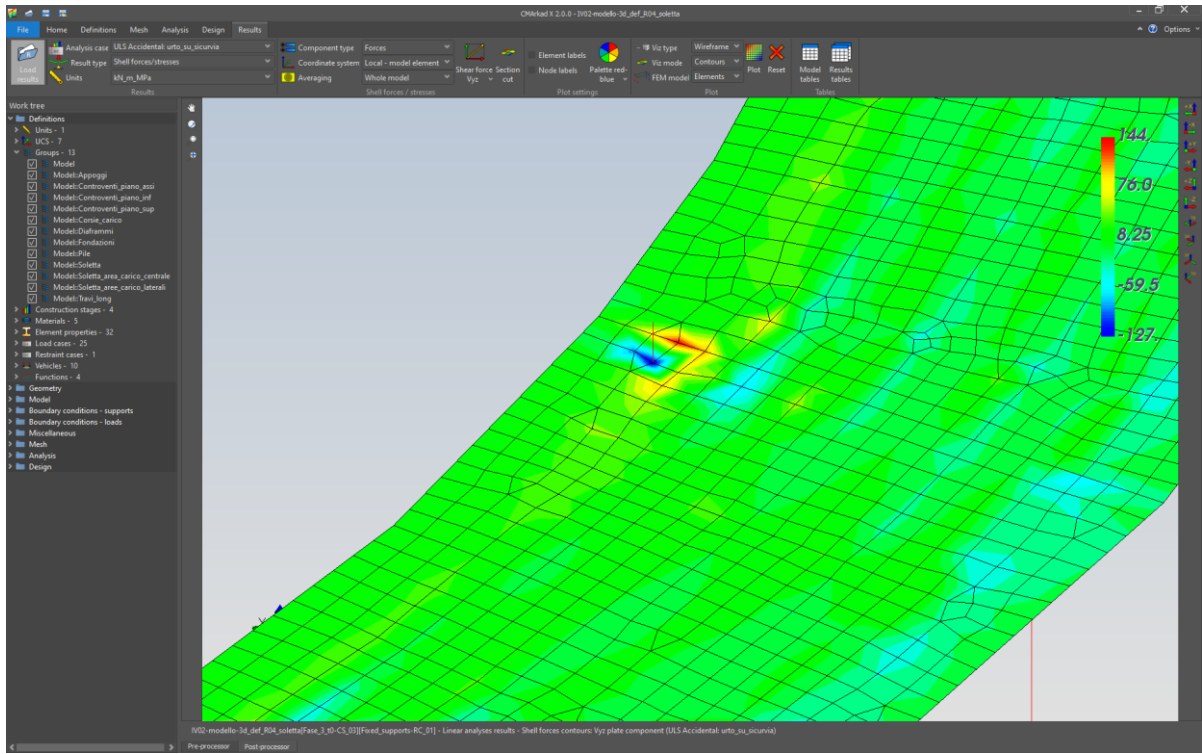 CMArkad X 2.0.0 - IV02-modello-3d_def_R04_soletta
File Home Definitions Mesh Analysis Design Results
Options
Load results
Analysis case ULS Accidental: urto_su_sicurvia
Result type Shell forces/stresses
Units kN_m_MPa
Results
Component type Forces
Coordinate system Local - model element
Averaging Whole model
Shear force Vyz
Section cut
Shell forces / stresses
Element labels
Node labels
Palette red-blue
Plot settings
Viz type Wireframe
Viz mode Contours
FEM model Elements
Plot Reset
Plot
Model tables
Results tables
Tables
Work tree
Definitions
Units - 1
UCS - 7
Groups - 13
Model
Model::Appoggi
Model::Controventi_piano_assi
Model::Controventi_piano_inf
Model::Controventi_piano_sup
Model::Corsie_carico
Model::Diaframmi
Model::Fondazioni
Model::Pile
Model::Soletta
Model::Soletta_area_carico_centrale
Model::Soletta_aree_carico_laterali
Model::Travi_long
Construction stages - 4
Materials - 5
Element properties - 32
Load cases - 25
Restraint cases - 1
Vehicles - 10
Functions - 4
Geometry
Model
Boundary conditions - supports
Boundary conditions - loads
Miscellaneous
Mesh
Analysis
Design
144.
76.0
8.25
-59.5
-127.
Y
IV02-modello-3d_def_R04_soletta[Fase_3_t0-CS_03][Fixed_supports-RC_01] - Linear analyses results - Shell forces contours: Vyz plate component (ULS Accidental: urto_su_sicurvia)
Pre-processor Post-processor